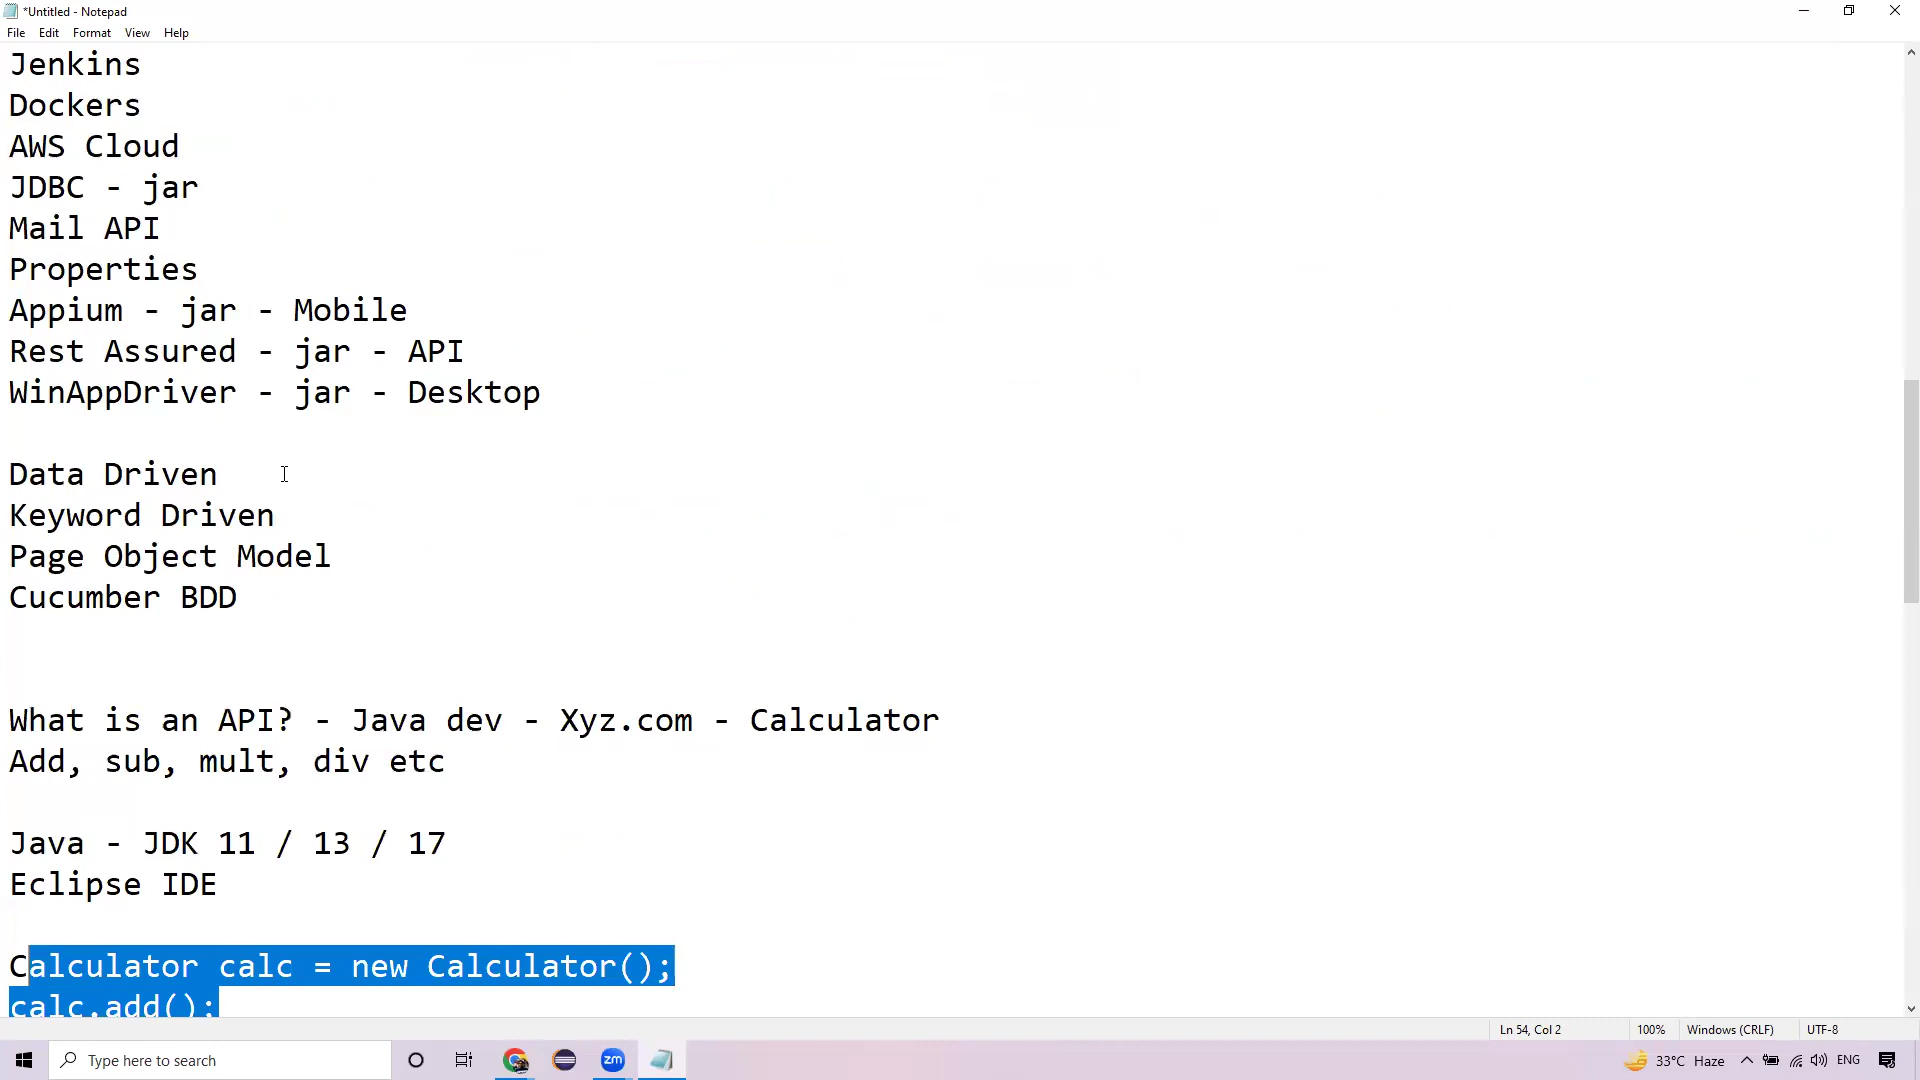 *Untitled - Notepad
File Edit Format View Help
Jenkins
Dockers
AWS Cloud
JDBC - jar
Mail API
Properties
Appium - jar - Mobile
Rest Assured - jar - API
WinAppDriver - jar - Desktop
Data Driven
Keyword Driven
Page Object Model
Cucumber BDD
What is an API? - Java dev - Xyz.com - Calculator
Add, sub, mult, div etc
Java - JDK 11 / 13 / 17
Eclipse IDE
Calculator calc = new Calculator();
calc.add();
Ln 54, Col 2 100% Windows (CRLF) UTF-8
Type here to search zm 33°C Haze ENG